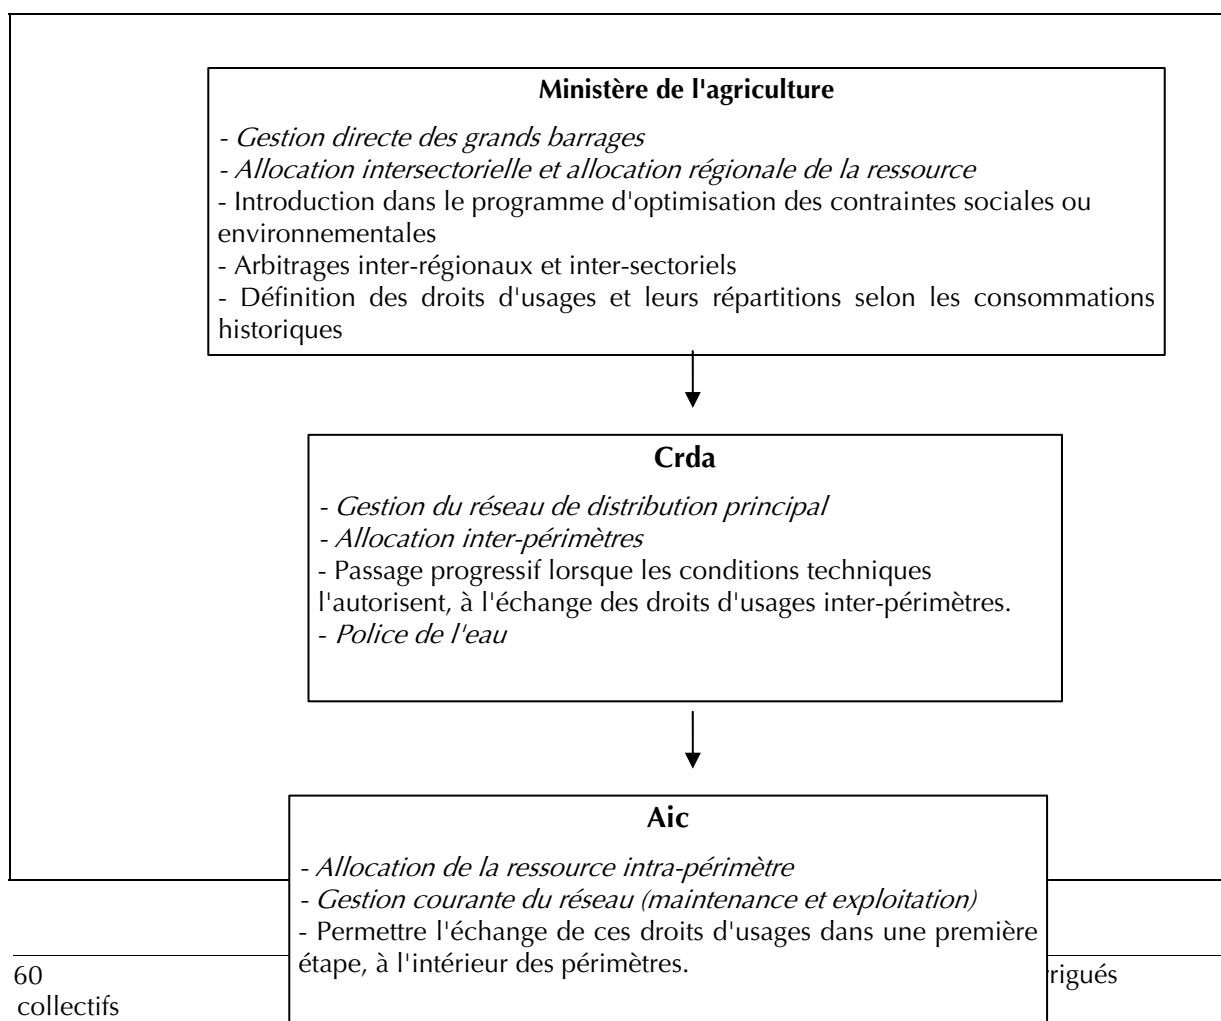 Ministère de l'agriculture
- Gestion directe des grands barrages
- Allocation intersectorielle et allocation régionale de la ressource
- Introduction dans le programme d'optimisation des contraintes sociales ou
environnementales
- Arbitrages inter-régionaux et inter-sectoriels
- Définition des droits d'usages et leurs répartitions selon les consommations
historiques
Crda
- Gestion du réseau de distribution principal
- Allocation inter-périmètres
- Passage progressif lorsque les conditions techniques
l'autorisent, à l'échange des droits d'usages inter-périmètres.
- Police de l'eau
Aic
- Allocation de la ressource intra-périmètre
- Gestion courante du réseau (maintenance et exploitation)
- Permettre l'échange de ces droits d'usages dans une première
étape, à l'intérieur des périmètres.
60
rigués
collectifs